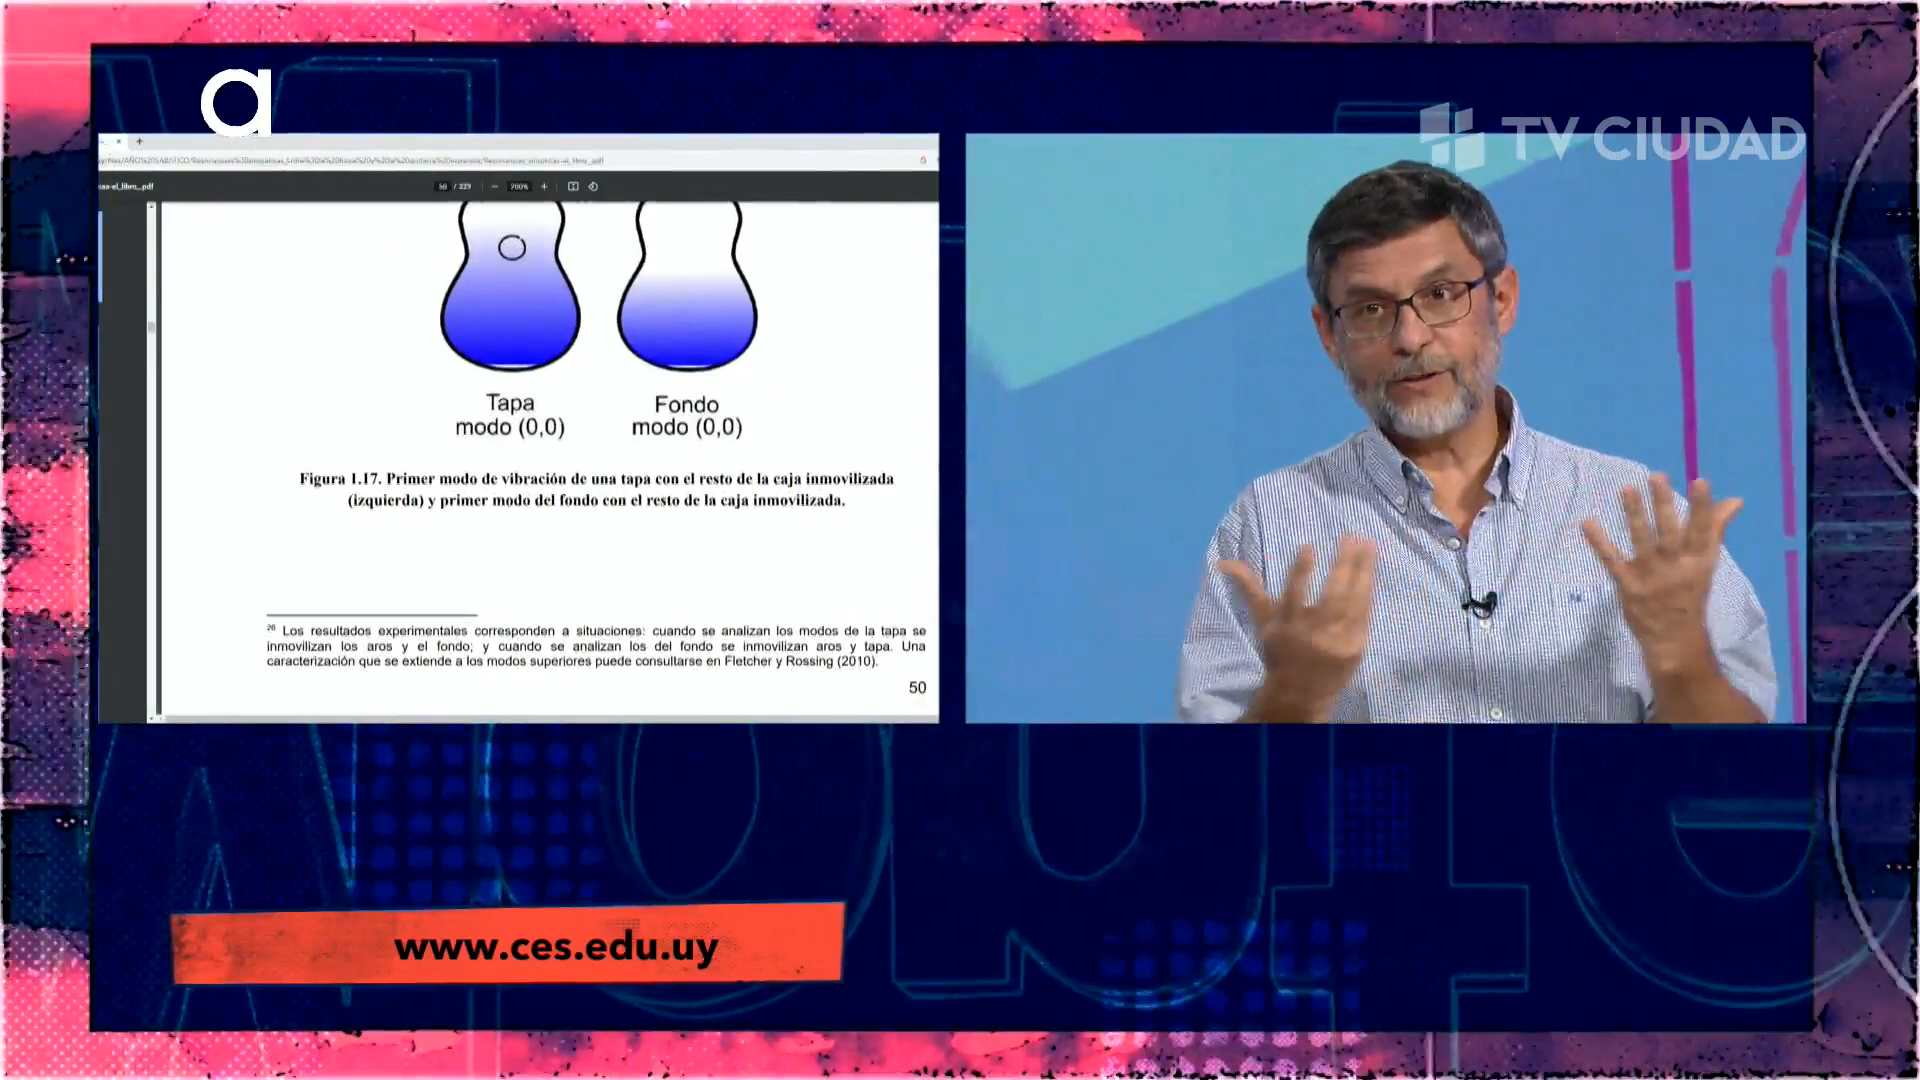 a
TV CIUDAD
50 / 229
200%
Tapa
modo (0,0)
Fondo
modo (0,0)
Figura 1.17. Primer modo de vibración de una tapa con el resto de la caja inmovilizada
(izquierda) y primer modo del fondo con el resto de la caja inmovilizada.
26 Los resultados experimentales corresponden a situaciones: cuando se analizan los modos de la tapa se
inmovilizan los aros y el fondo; y cuando se analizan los del fondo se inmovilizan aros y tapa. Una
caracterización que se extiende a los modos superiores puede consultarse en Fletcher y Rossing (2010).
50
www.ces.edu.uy